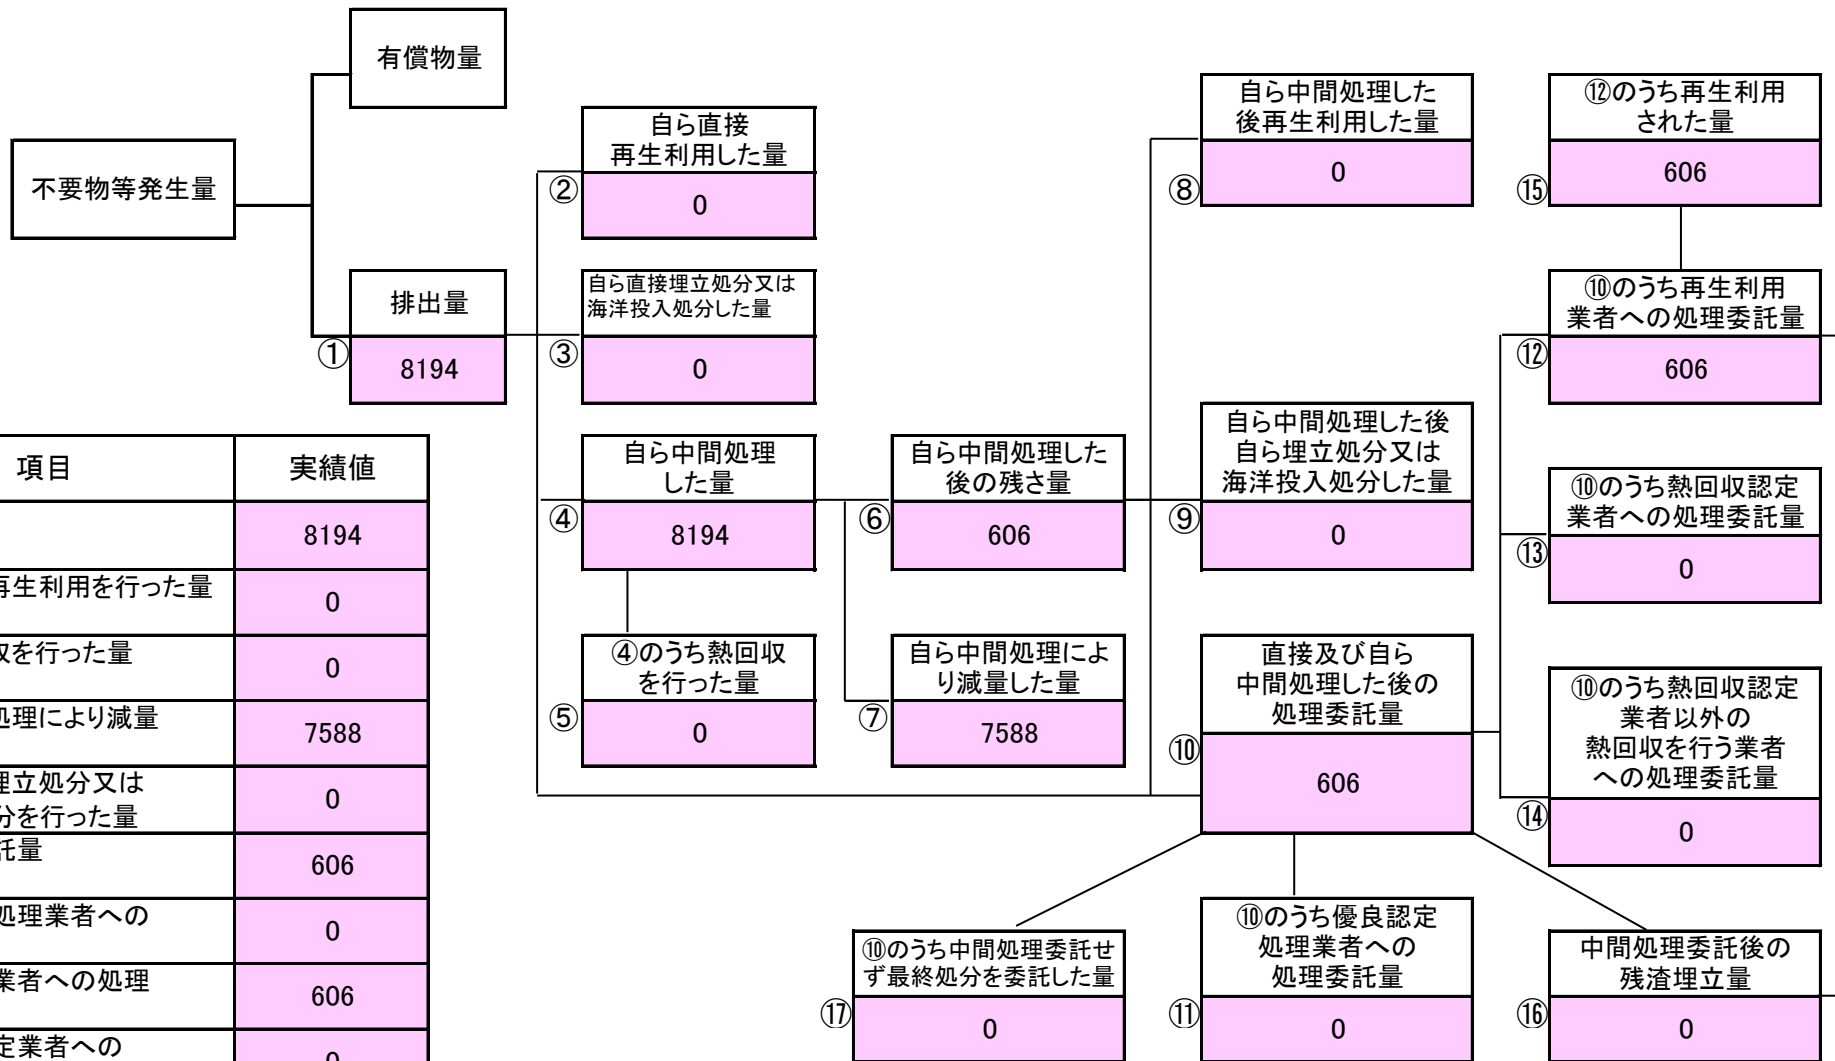 有償物量
不要物等発生量
排出量
①
8194
自ら直接
再生利用した量
②
0
自ら直接埋立処分又は
海洋投入処分した量
③
0
自ら中間処理
した量
④
8194
④のうち熱回収
を行った量
⑤
0
自ら中間処理した
後の残さ量
⑥
606
自ら中間処理によ
り減量した量
⑦
7588
自ら中間処理した
後再生利用した量
⑧
0
自ら中間処理した後
自ら埋立処分又は
海洋投入処分した量
⑨
0
直接及び自ら
中間処理した後の
処理委託量
⑩
606
⑫のうち再生利用
された量
⑮
606
⑩のうち再生利用
業者への処理委託量
⑫
606
⑩のうち熱回収認定
業者への処理委託量
⑬
0
⑩のうち熱回収認定
業者以外の
熱回収を行う業者
への処理委託量
⑭
0
⑩のうち中間処理委託せ
ず最終処分を委託した量
⑰
0
⑩のうち優良認定
処理業者への
処理委託量
⑪
0
中間処理委託後の
残渣埋立量
⑯
0
項目 実績値
8194
再生利用を行った量 0
収を行った量 0
処理により減量 7588
埋立処分又は
分を行った量 0
託量 606
処理業者への 0
業者への処理 606
定業者への 0